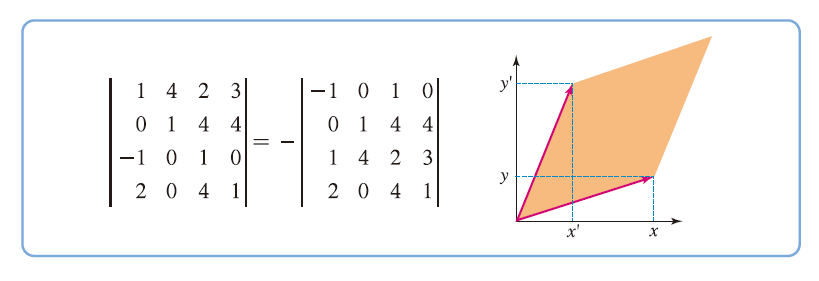 | 1 4 2 3 | | −1 0 1 0 |
| 0 1 4 4 | = − | 0 1 4 4 |
| −1 0 1 0 | | 1 4 2 3 |
| 2 0 4 1 | | 2 0 4 1 |
y'
y
x' x